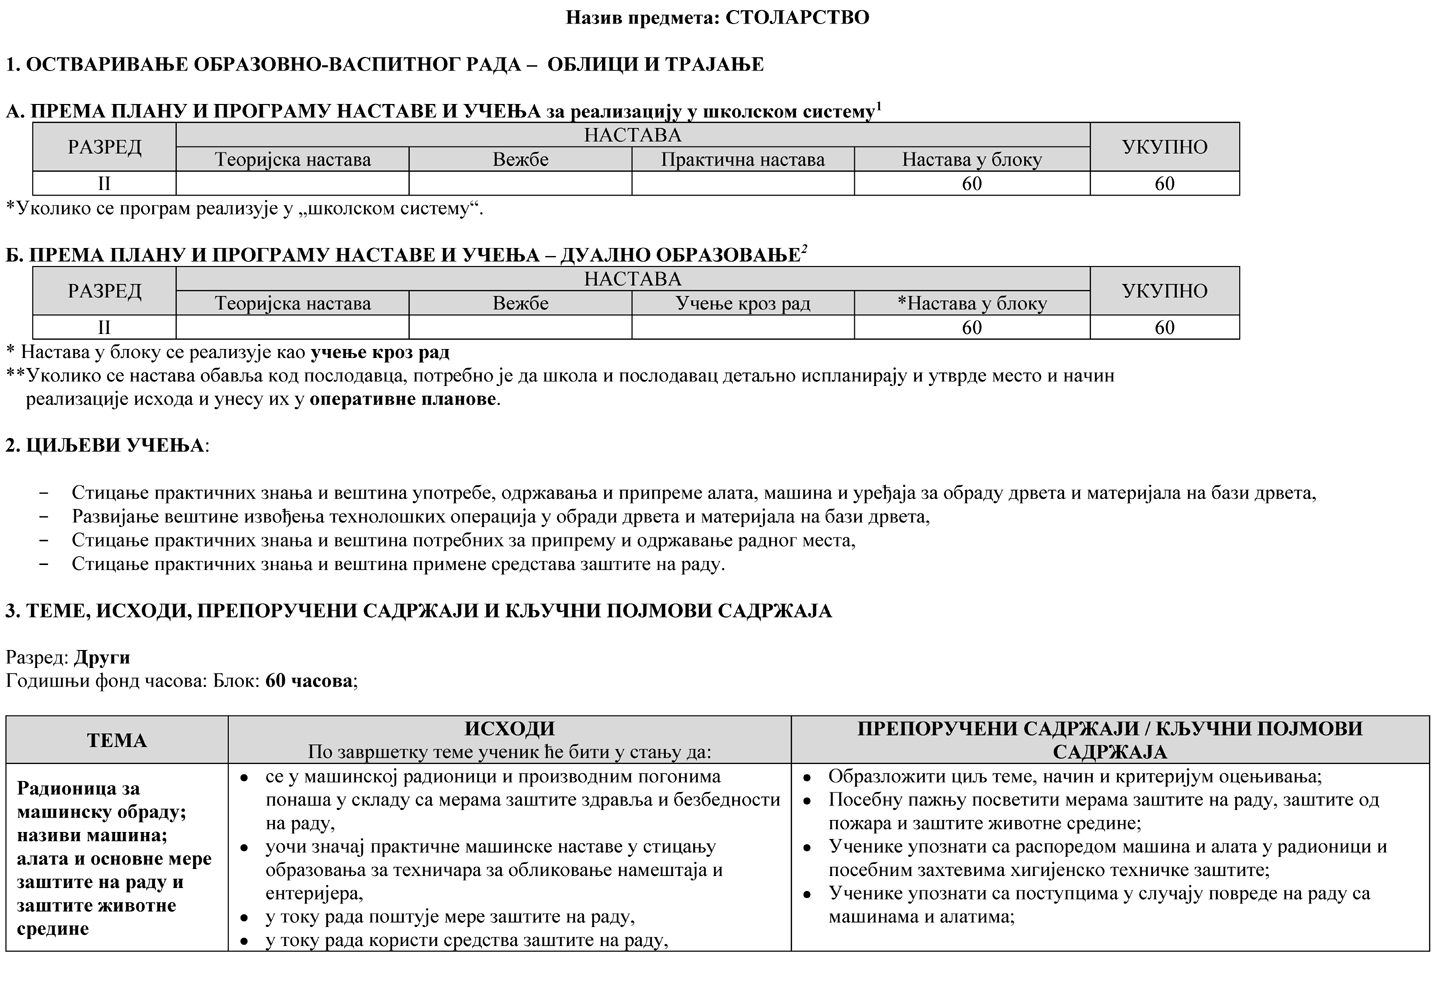 Назив предмета: СТОЛАРСТВО
1. ОСТВАРИВАЊЕ ОБРАЗОВНО-ВАСПИТНОГ РАДА – ОБЛИЦИ И ТРАЈАЊЕ
А. ПРЕМА ПЛАНУ И ПРОГРАМУ НАСТАВЕ И УЧЕЊА за реализацију у школском систему1
РАЗРЕД НАСТАВА УКУПНО
Теоријска настава Вежбе Практична настава Настава у блоку
II 60 60
*Уколико се програм реализује у „школском систему“.
Б. ПРЕМА ПЛАНУ И ПРОГРАМУ НАСТАВЕ И УЧЕЊА – ДУАЛНО ОБРАЗОВАЊЕ2
РАЗРЕД НАСТАВА УКУПНО
Теоријска настава Вежбе Учење кроз рад *Настава у блоку
II 60 60
* Настава у блоку се реализује као учење кроз рад
**Уколико се настава обавља код послодавца, потребно је да школа и послодавац детаљно испланирају и утврде место и начин
реализације исхода и унесу их у оперативне планове.
2. ЦИЉЕВИ УЧЕЊА:
– Стицање практичних знања и вештина употребе, одржавања и припреме алата, машина и уређаја за обраду дрвета и материјала на бази дрвета,
– Развијање вештине извођења технолошких операција у обради дрвета и материјала на бази дрвета,
– Стицање практичних знања и вештина потребних за припрему и одржавање радног места,
– Стицање практичних знања и вештина примене средстава заштите на раду.
3. ТЕМЕ, ИСХОДИ, ПРЕПОРУЧЕНИ САДРЖАЈИ И КЉУЧНИ ПОЈМОВИ САДРЖАЈА
Разред: Други
Годишњи фонд часова: Блок: 60 часова;
ТЕМА
ИСХОДИ
По завршетку теме ученик ће бити у стању да:
ПРЕПОРУЧЕНИ САДРЖАЈИ / КЉУЧНИ ПОЈМОВИ
САДРЖАЈА
Радионица за
машинску обраду;
називи машина;
алата и основне мере
заштите на раду и
заштите животне
средине
• се у машинској радионици и производним погонима
понаша у складу са мерама заштите здравља и безбедности
на раду,
• уочи значај практичне машинске наставе у стицању
образовања за техничара за обликовање намештаја и
ентеријера,
• у току рада поштује мере заштите на раду,
• у току рада користи средства заштите на раду,
• Образложити циљ теме, начин и критеријум оцењивања;
• Посебну пажњу посветити мерама заштите на раду, заштите од
пожара и заштите животне средине;
• Ученике упознати са распоредом машина и алата у радионици и
посебним захтевима хигијенско техничке заштите;
• Ученике упознати са поступцима у случају повреде на раду са
машинама и алатима;